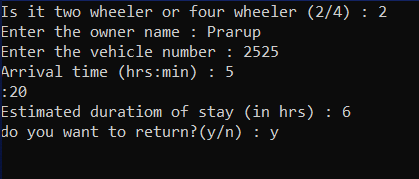 Is it two wheeler or four wheeler (2/4) : 2
Enter the owner name : Prarup
Enter the vehicle number : 2525
Arrival time (hrs:min) : 5
:20
Estimated duratiom of stay (in hrs) : 6
do you want to return?(y/n) : y